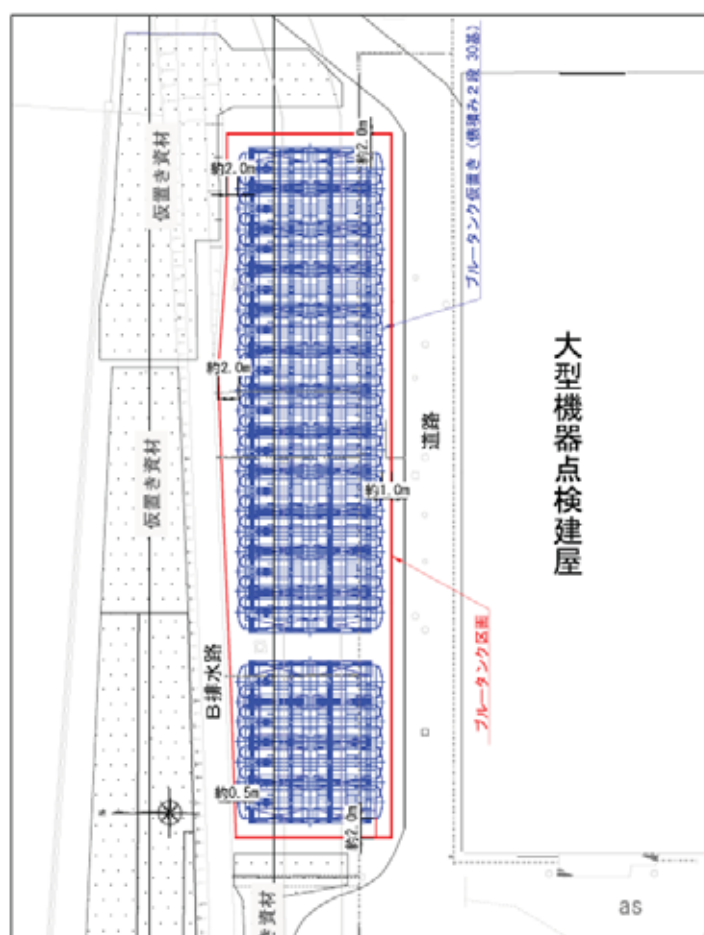 ブルータンク仮置き（俵積み２段 30基）
仮置き資材
約2.0m
約2.0m
約2.0m
仮置き資材
道路
大型機器点検建屋
約1.0m
ブルータンク区画
B排水路
約0.5m
約2.0m
き資材
as